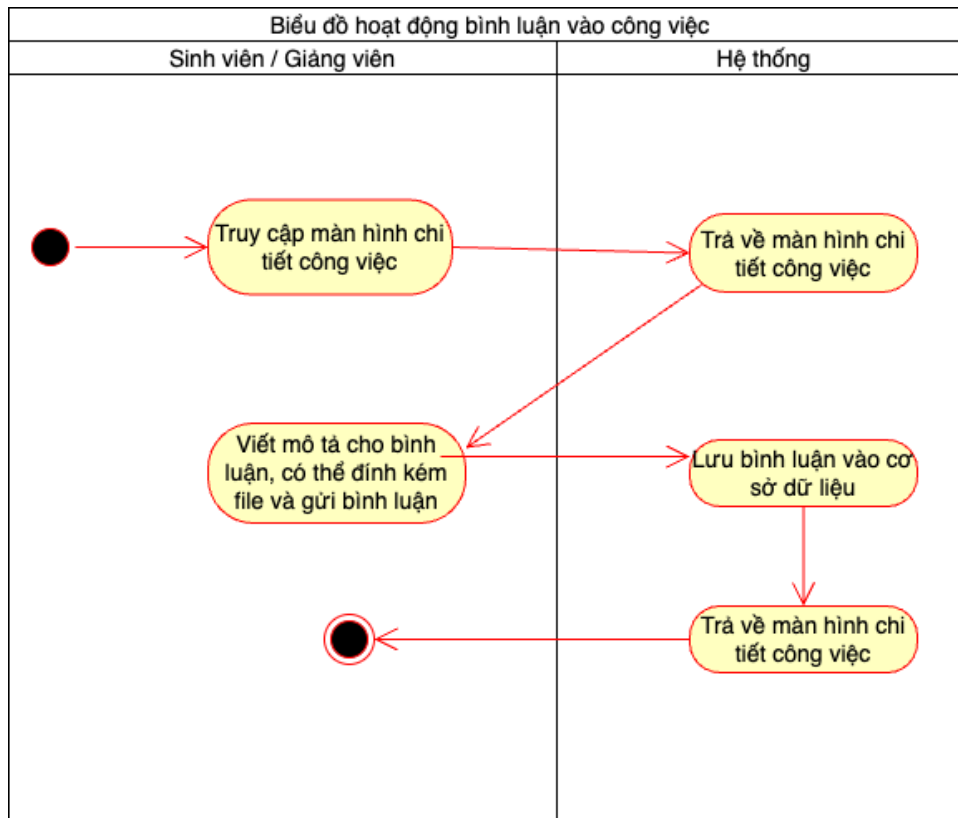 Biểu đồ hoạt động bình luận vào công việc
Sinh viên / Giảng viên
Hệ thống
Truy cập màn hình chi
tiết công việc
Trả về màn hình chi
tiết công việc
Viết mô tả cho bình
luận, có thể đính kém
file và gửi bình luận
Lưu bình luận vào cơ
sở dữ liệu
Trả về màn hình chi
tiết công việc